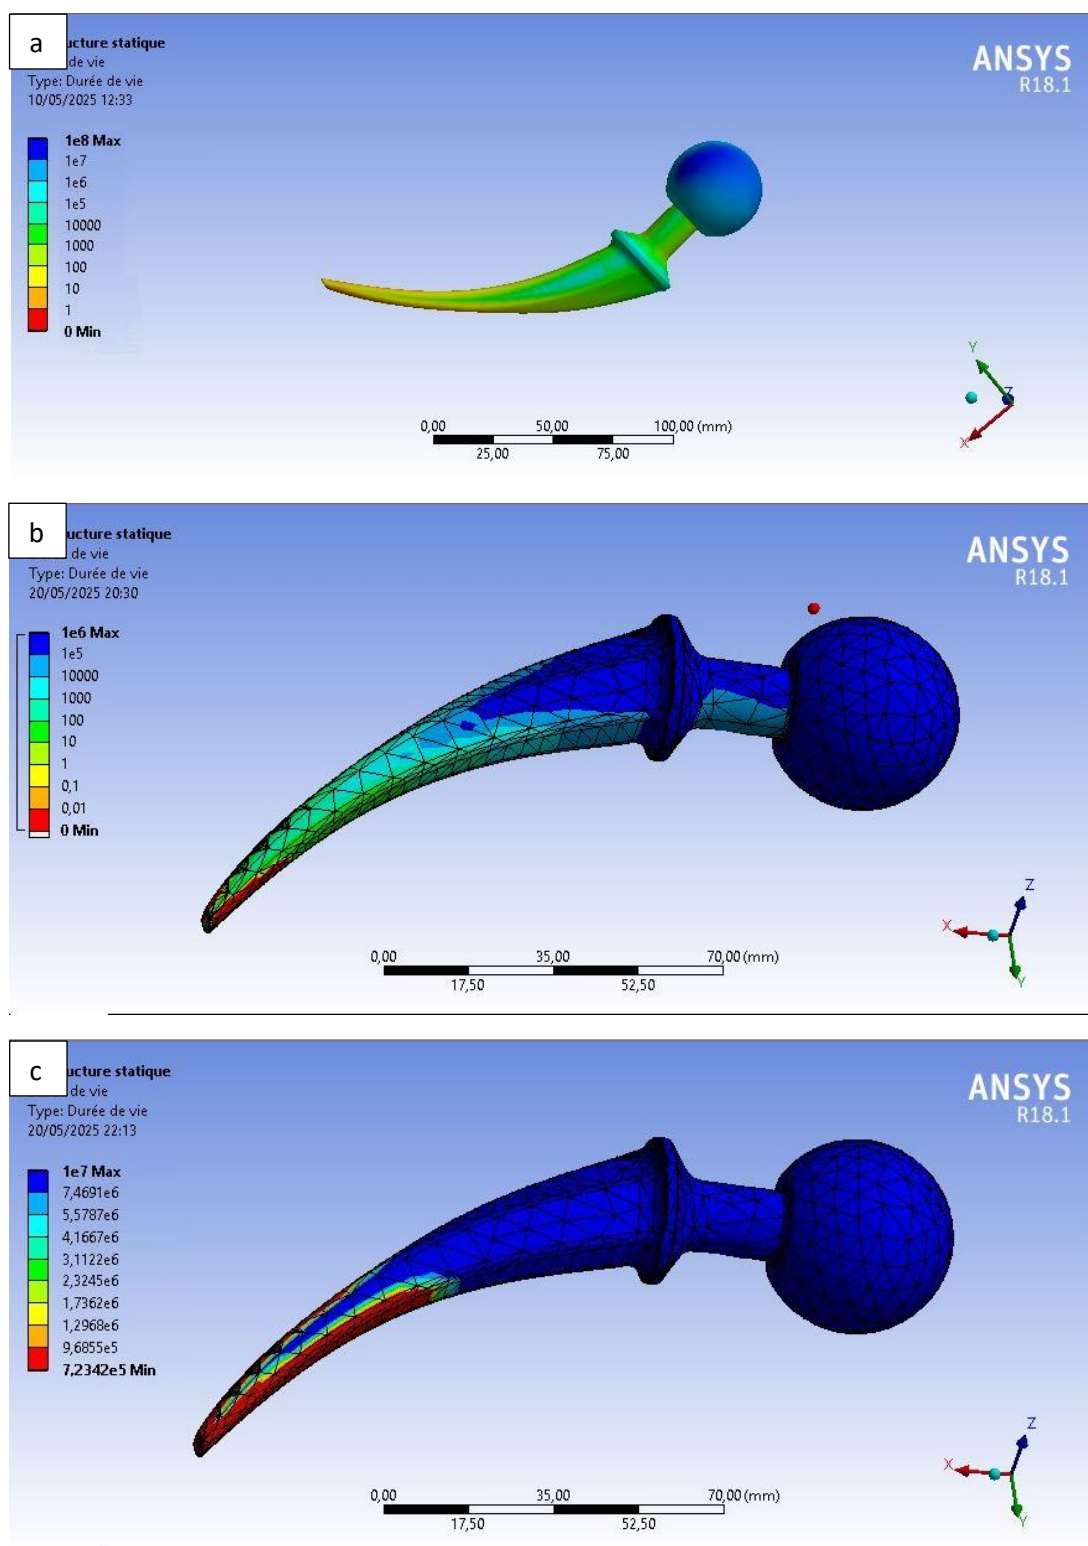 a
ucture statique
de vie
Type: Durée de vie
10/05/2025 12:33
ANSYS
R18.1
1e8 Max
1e7
1e6
1e5
10000
1000
100
10
1
0 Min
Y
Z
X
0,00 50,00 100,00 (mm)
25,00 75,00
b
ucture statique
de vie
Type: Durée de vie
20/05/2025 20:30
ANSYS
R18.1
1e6 Max
1e5
10000
1000
100
10
1
0,1
0,01
0 Min
Z
X
Y
0,00 35,00 70,00 (mm)
17,50 52,50
c
ucture statique
de vie
Type: Durée de vie
20/05/2025 22:13
ANSYS
R18.1
1e7 Max
7,4691e6
5,5787e6
4,1667e6
3,1122e6
2,3245e6
1,7362e6
1,2968e6
9,6855e5
7,2342e5 Min
Z
X
Y
0,00 35,00 70,00 (mm)
17,50 52,50